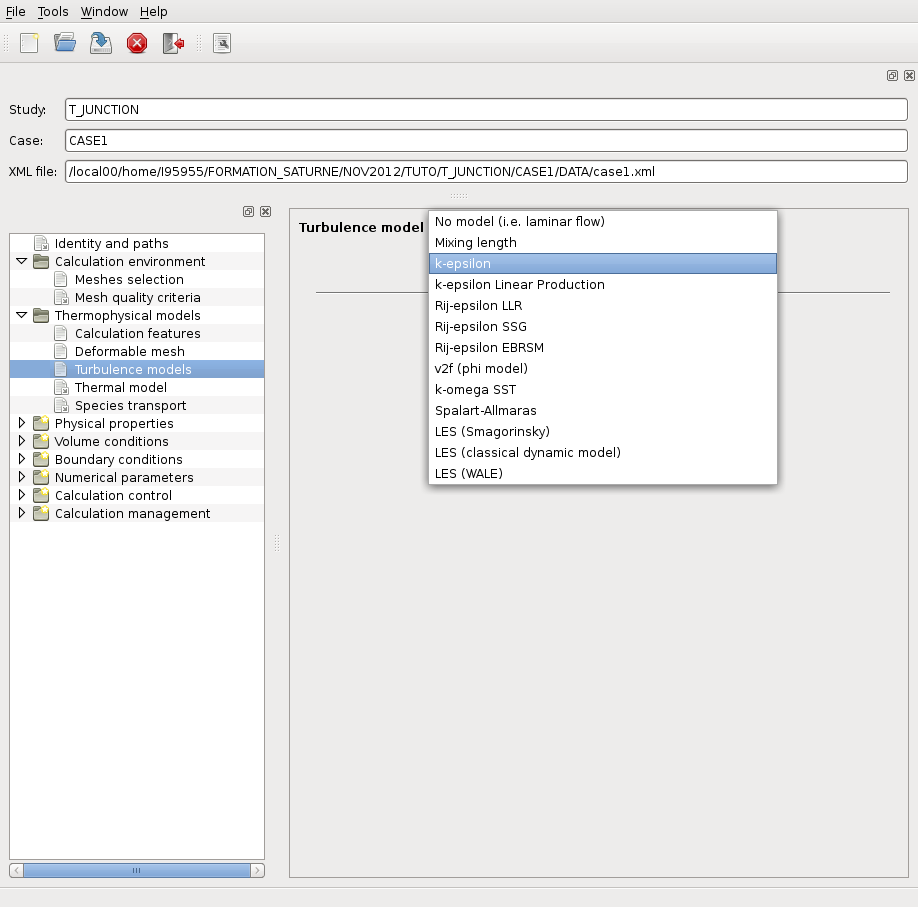 File Tools Window Help
Study: T_JUNCTION
Case: CASE1
XML file: /local00/home/I95955/FORMATION_SATURNE/NOV2012/TUTO/T_JUNCTION/CASE1/DATA/case1.xml
Identity and paths
Calculation environment
Meshes selection
Mesh quality criteria
Thermophysical models
Calculation features
Deformable mesh
Turbulence models
Thermal model
Species transport
Physical properties
Volume conditions
Boundary conditions
Numerical parameters
Calculation control
Calculation management
Turbulence model
No model (i.e. laminar flow)
Mixing length
k-epsilon
k-epsilon Linear Production
Rij-epsilon LLR
Rij-epsilon SSG
Rij-epsilon EBRSM
v2f (phi model)
k-omega SST
Spalart-Allmaras
LES (Smagorinsky)
LES (classical dynamic model)
LES (WALE)